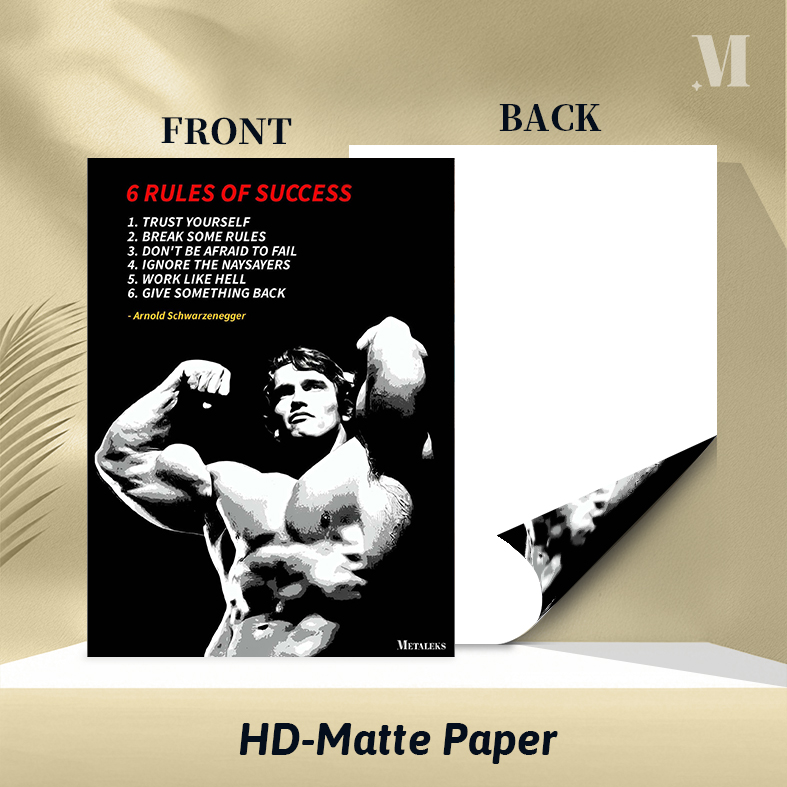 M
FRONT
BACK
6 RULES OF SUCCESS
1. TRUST YOURSELF
2. BREAK SOME RULES
3. DON'T BE AFRAID TO FAIL
4. IGNORE THE NAYSAYERS
5. WORK LIKE HELL
6. GIVE SOMETHING BACK
- Arnold Schwarzenegger
METALEKS
HD-Matte Paper